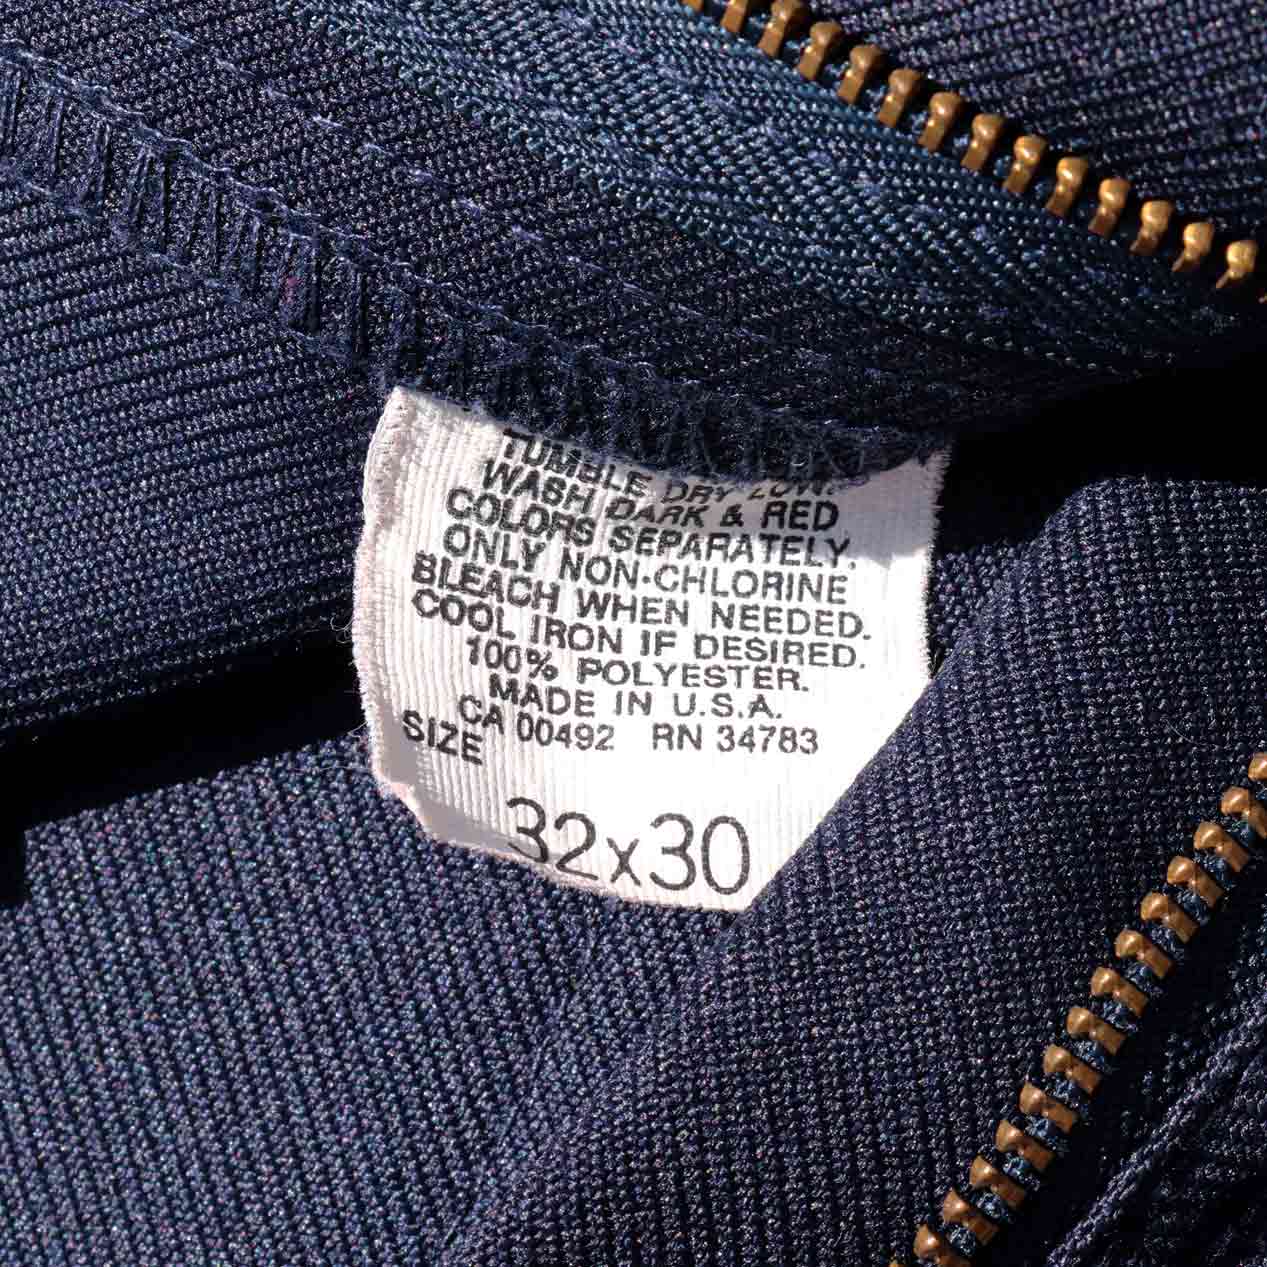 TUMBLE DRY LOW.
WASH DARK & RED
COLORS SEPARATELY.
ONLY NON-CHLORINE
BLEACH WHEN NEEDED.
COOL IRON IF DESIRED.
100% POLYESTER.
MADE IN U.S.A.
CA 00492 RN 34783
SIZE
32x30